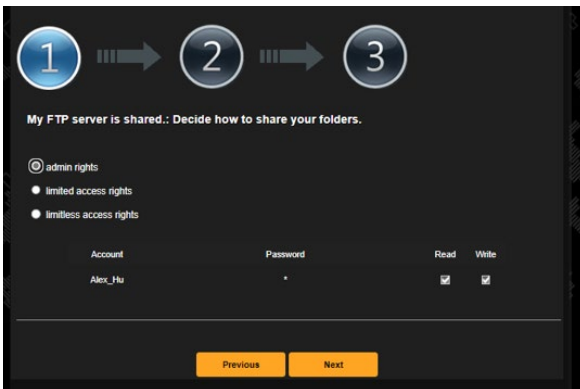 1 2 3
My FTP server is shared.: Decide how to share your folders.
admin rights
limited access rights
limitless access rights
Account Password Read Write
Alex_Hu *
Previous Next